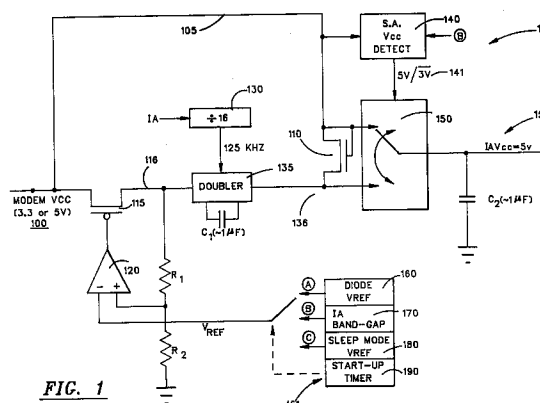 105
S.A.
Vcc
DETECT
140
B
5V/3V
141
130
÷16
IA
125 KHZ
110
150
IAVcc=5v
116
DOUBLER
135
136
C1(~1µF)
C2(~1µF)
MODEM VCC
(3.3 or 5V)
100
115
120
- +
R1
R2
VREF
A
B
C
DIODE
VREF
160
IA
BAND-GAP
170
SLEEP MODE
VREF
180
START-UP
TIMER
190
FIG. 1